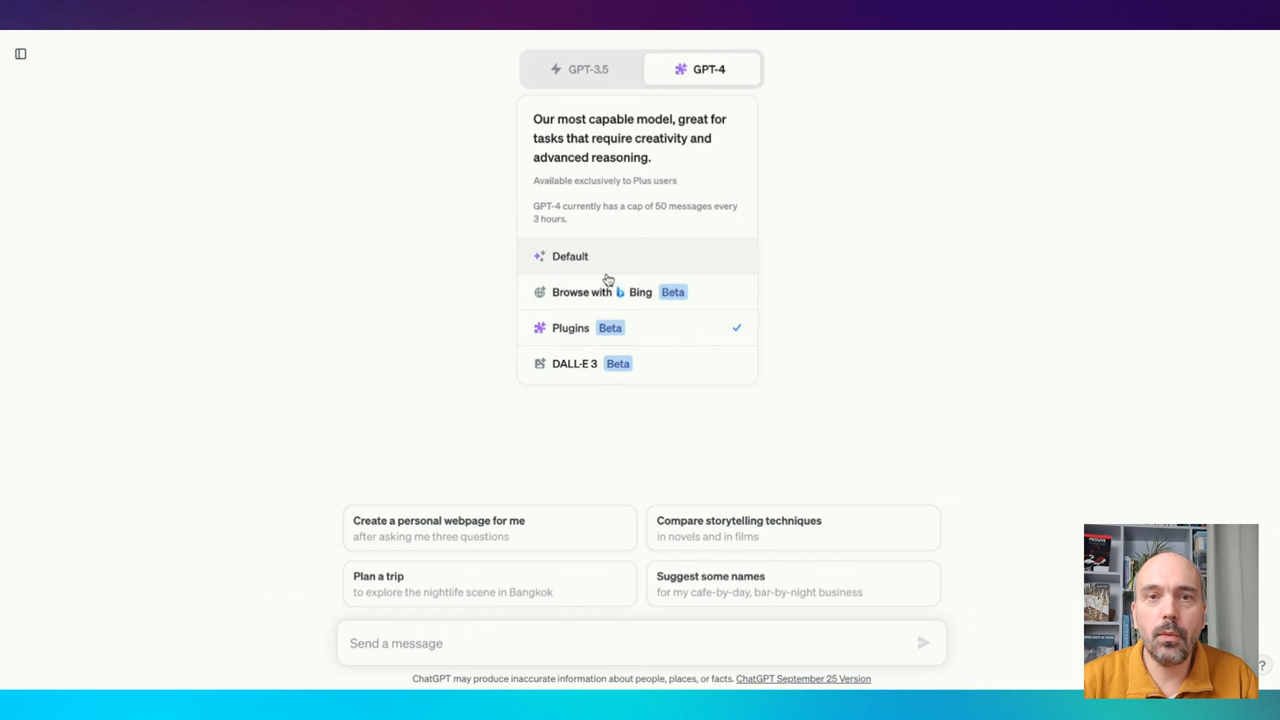 GPT-3.5
GPT-4
Our most capable model, great for
tasks that require creativity and
advanced reasoning.
Available exclusively to Plus users
GPT-4 currently has a cap of 50 messages every
3 hours.
Default
Browse with Bing Beta
Plugins Beta
DALL·E 3 Beta
Create a personal webpage for me
after asking me three questions
Compare storytelling techniques
in novels and in films
Plan a trip
to explore the nightlife scene in Bangkok
Suggest some names
for my cafe-by-day, bar-by-night business
Send a message
ChatGPT may produce inaccurate information about people, places, or facts. ChatGPT September 25 Version
?